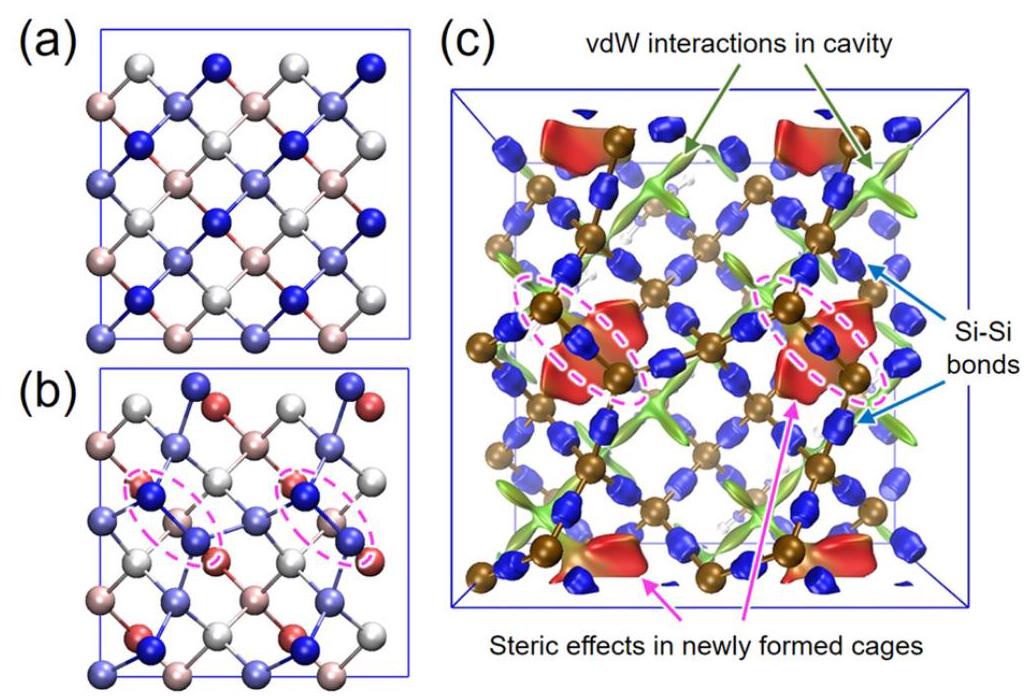 (a)
(b)
(c)
vdW interactions in cavity
Si-Si
bonds
Steric effects in newly formed cages